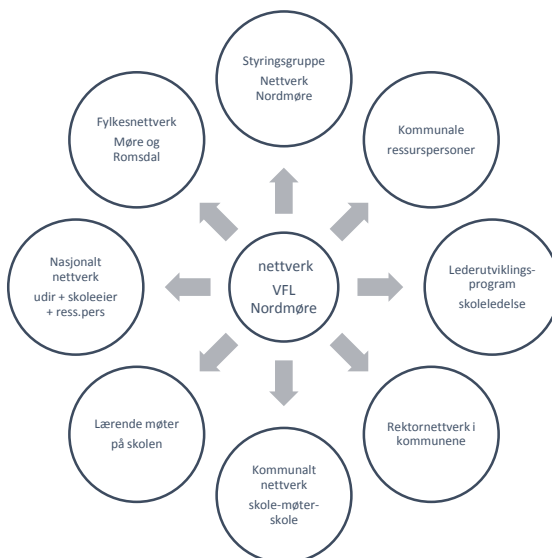 Styringsgruppe
Nettverk
Nordmøre
Kommunale
ressurspersoner
Lederutviklings-
program
skoleledelse
Rektornettverk i
kommunene
Kommunalt
nettverk
skole-møter-
skole
Lærende møter
på skolen
Nasjonalt
nettverk
udir + skoleeier
+ ress.pers
Fylkesnettverk
Møre og
Romsdal
nettverk
VFL
Nordmøre